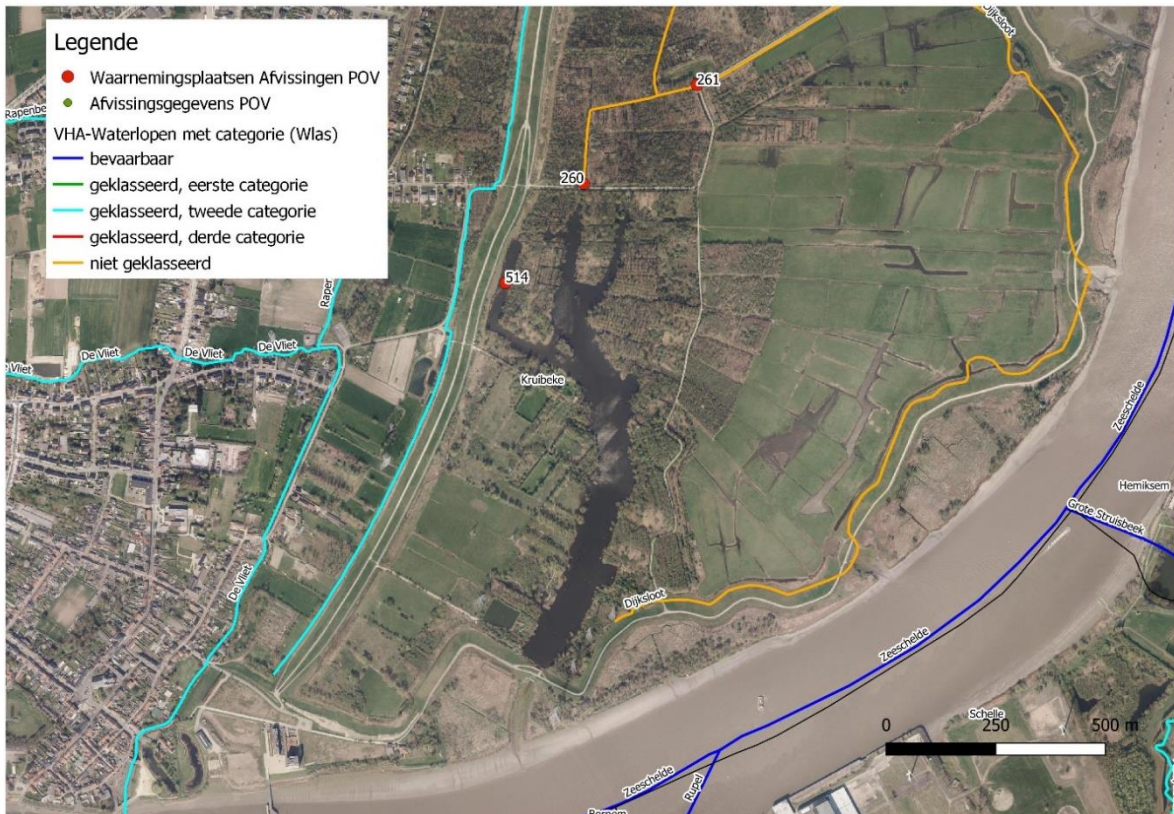 Legende
Waarnemingsplaatsen Afvissingen POV
Afvissingsgegevens POV
VHA-Waterlopen met categorie (Wlas)
bevaarbaar
geklasseerd, eerste categorie
geklasseerd, tweede categorie
geklasseerd, derde categorie
niet geklasseerd
Dijksloot
261
260
514
De Vliet
De Vliet
De Vliet
Kruibeke
Zeeschelde
Hemiksem
Grote Struisbeek
De Vliet
Dijksloot
Zeeschelde
Schelle
0 250 500 m
Zeeschelde
Rupel